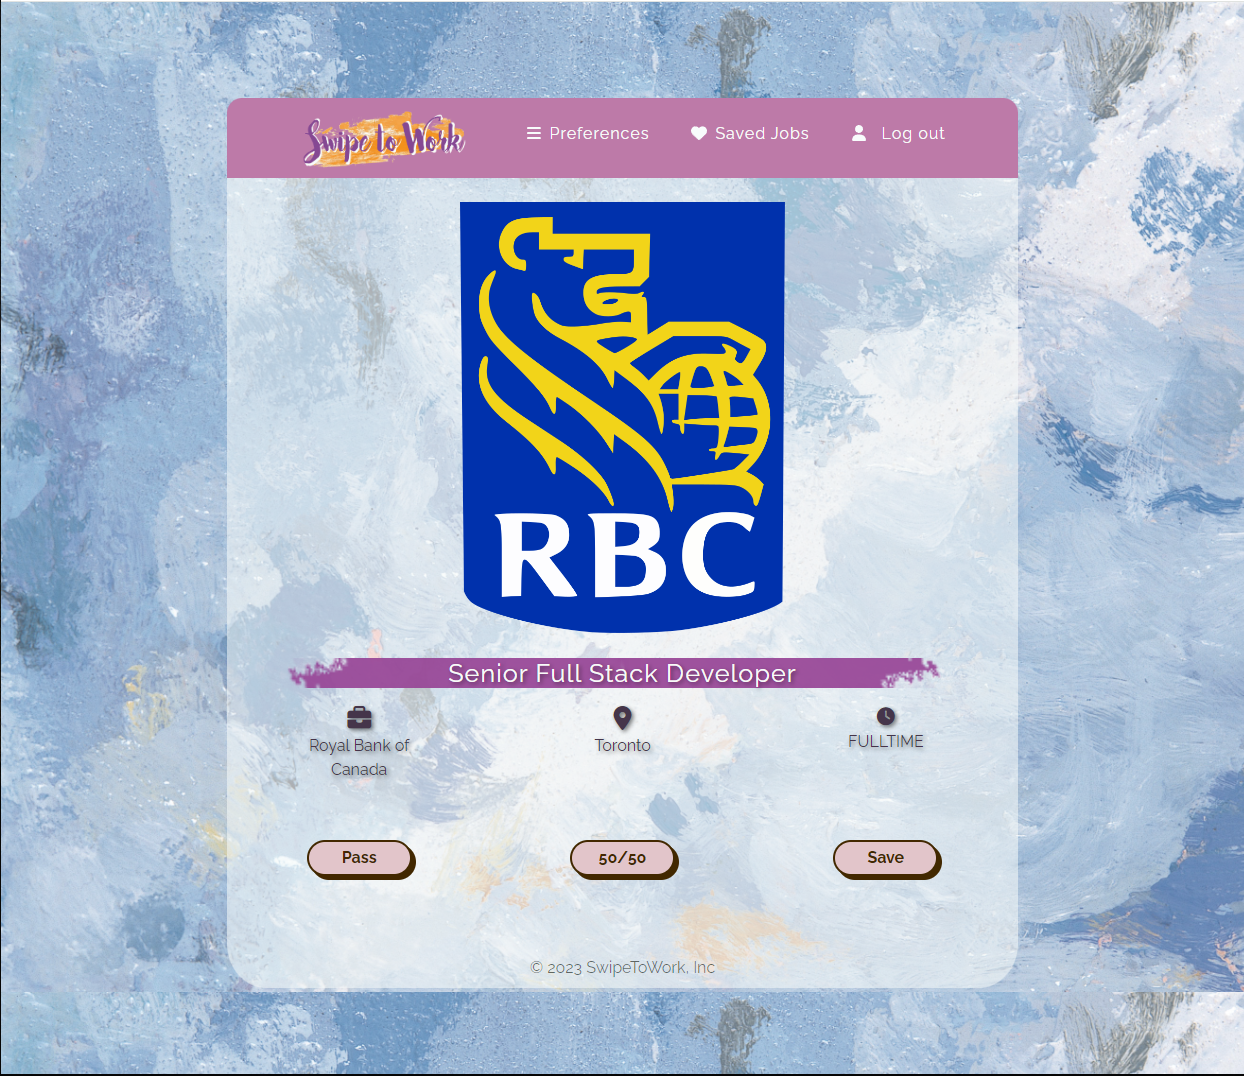 Swipe to Work
Preferences
Saved Jobs
Log out
RBC
Senior Full Stack Developer
Royal Bank of
Canada
Toronto
FULLTIME
Pass
50/50
Save
© 2023 SwipeToWork, Inc